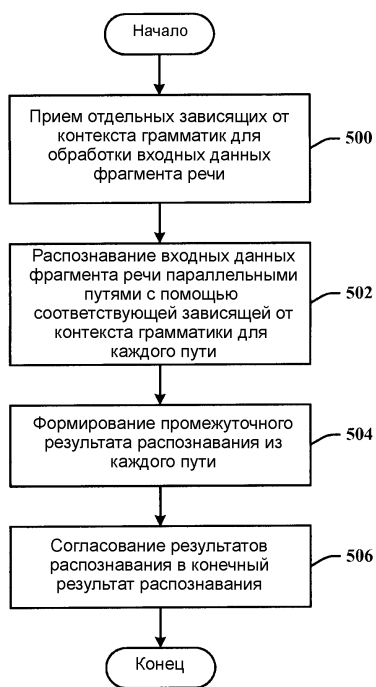 Начало
Прием отдельных зависящих от
контекста грамматик для
обработки входных данных
фрагмента речи
500
Распознавание входных данных
фрагмента речи параллельными
путями с помощью
соответствующей зависящей от
контекста грамматики для
каждого пути
502
Формирование промежуточного
результата распознавания из
каждого пути
504
Согласование результатов
распознавания в конечный
результат распознавания
506
Конец